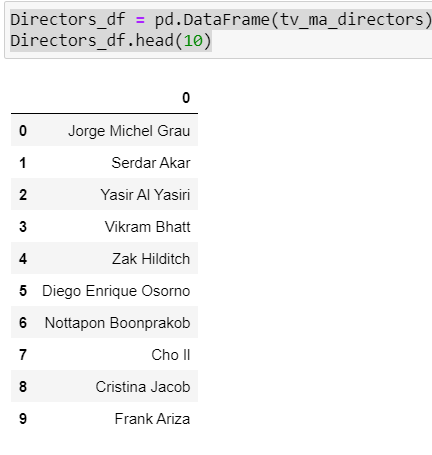 Directors_df = pd.DataFrame(tv_ma_directors)
Directors_df.head(10)
0
0 Jorge Michel Grau
1 Serdar Akar
2 Yasir Al Yasiri
3 Vikram Bhatt
4 Zak Hilditch
5 Diego Enrique Osorno
6 Nottapon Boonprakob
7 Cho Il
8 Cristina Jacob
9 Frank Ariza